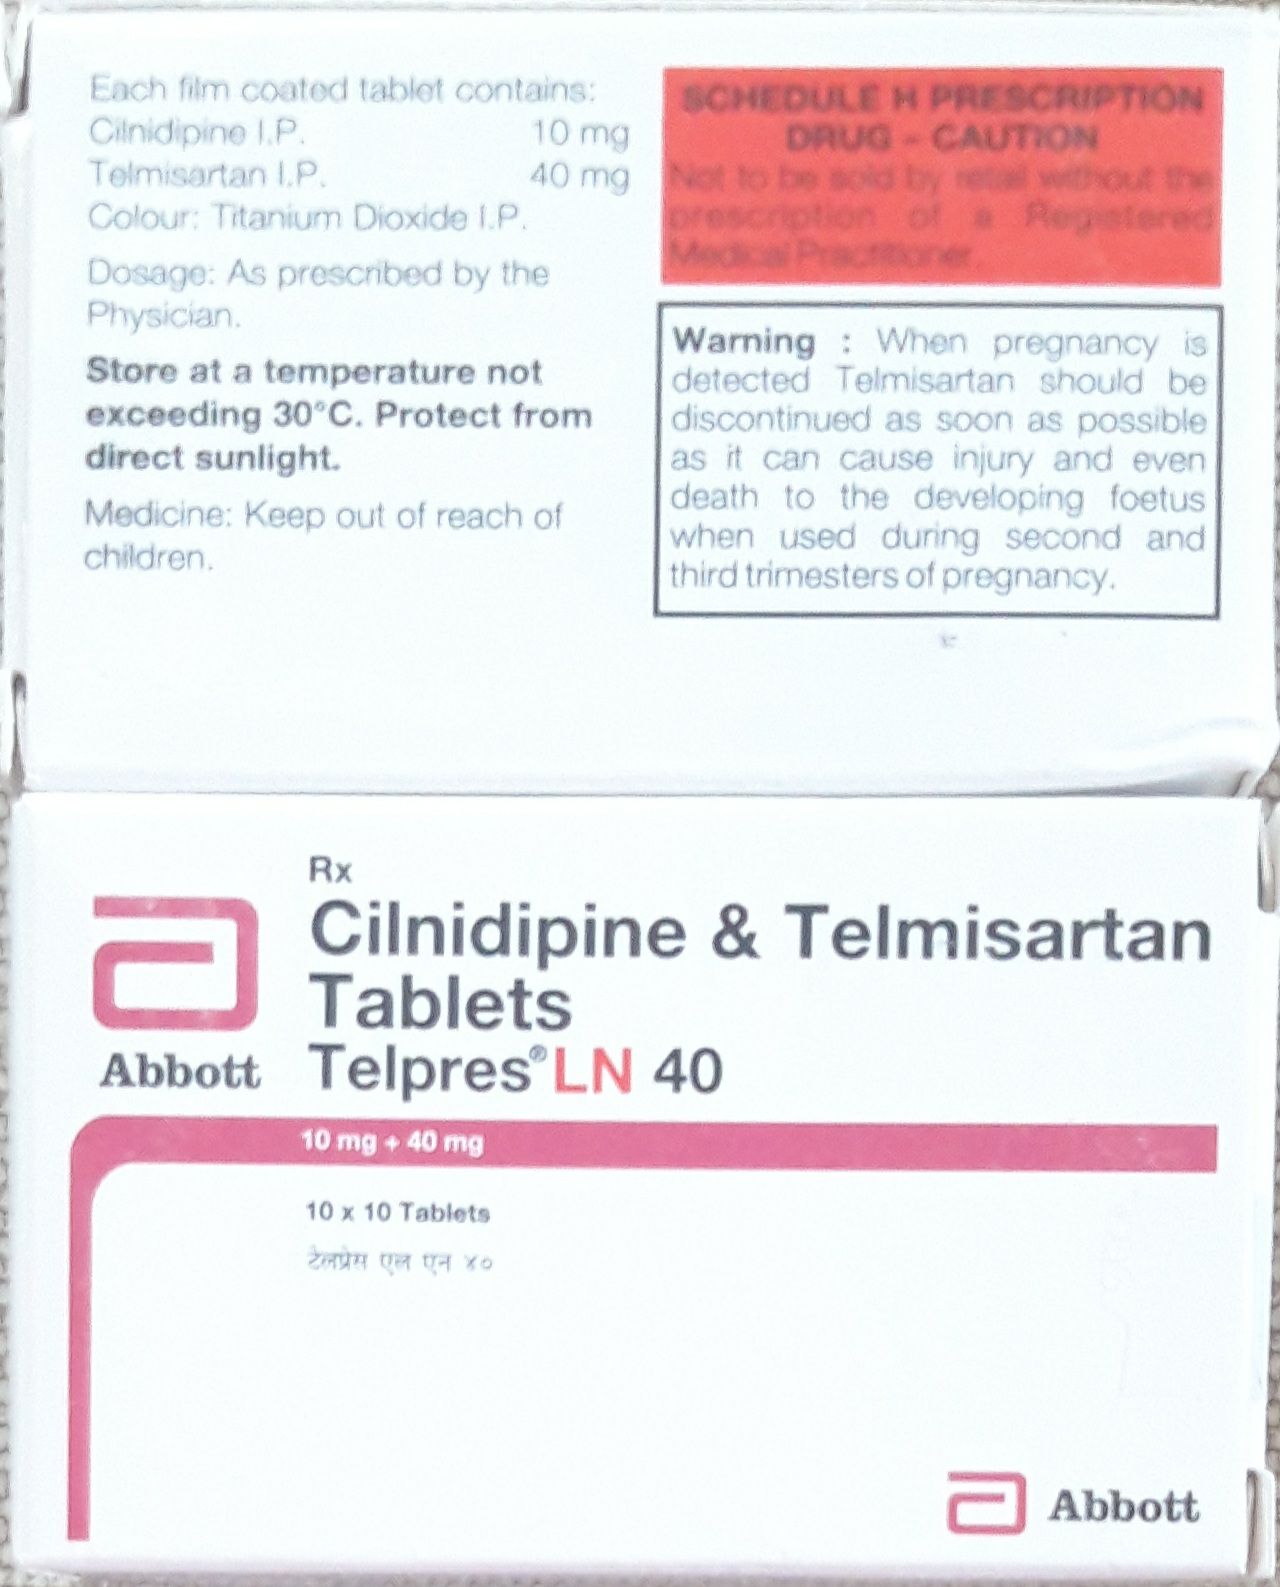 Each film coated tablet contains:
Cilnidipine I.P. 10 mg
Telmisartan I.P. 40 mg
Colour: Titanium Dioxide I.P.
Dosage: As prescribed by the
Physician.
Store at a temperature not
exceeding 30°C. Protect from
direct sunlight.
Medicine: Keep out of reach of
children.
SCHEDULE H PRESCRIPTION
DRUG - CAUTION
Not to be sold by retail without the
prescription of a Registered
Medical Practitioner.
Warning : When pregnancy is
detected Telmisartan should be
discontinued as soon as possible
as it can cause injury and even
death to the developing foetus
when used during second and
third trimesters of pregnancy.
Rx
Cilnidipine & Telmisartan
Tablets
Telpres® LN 40
Abbott
10 mg + 40 mg
10 x 10 Tablets
टेलप्रेस एल एन ४०
Abbott